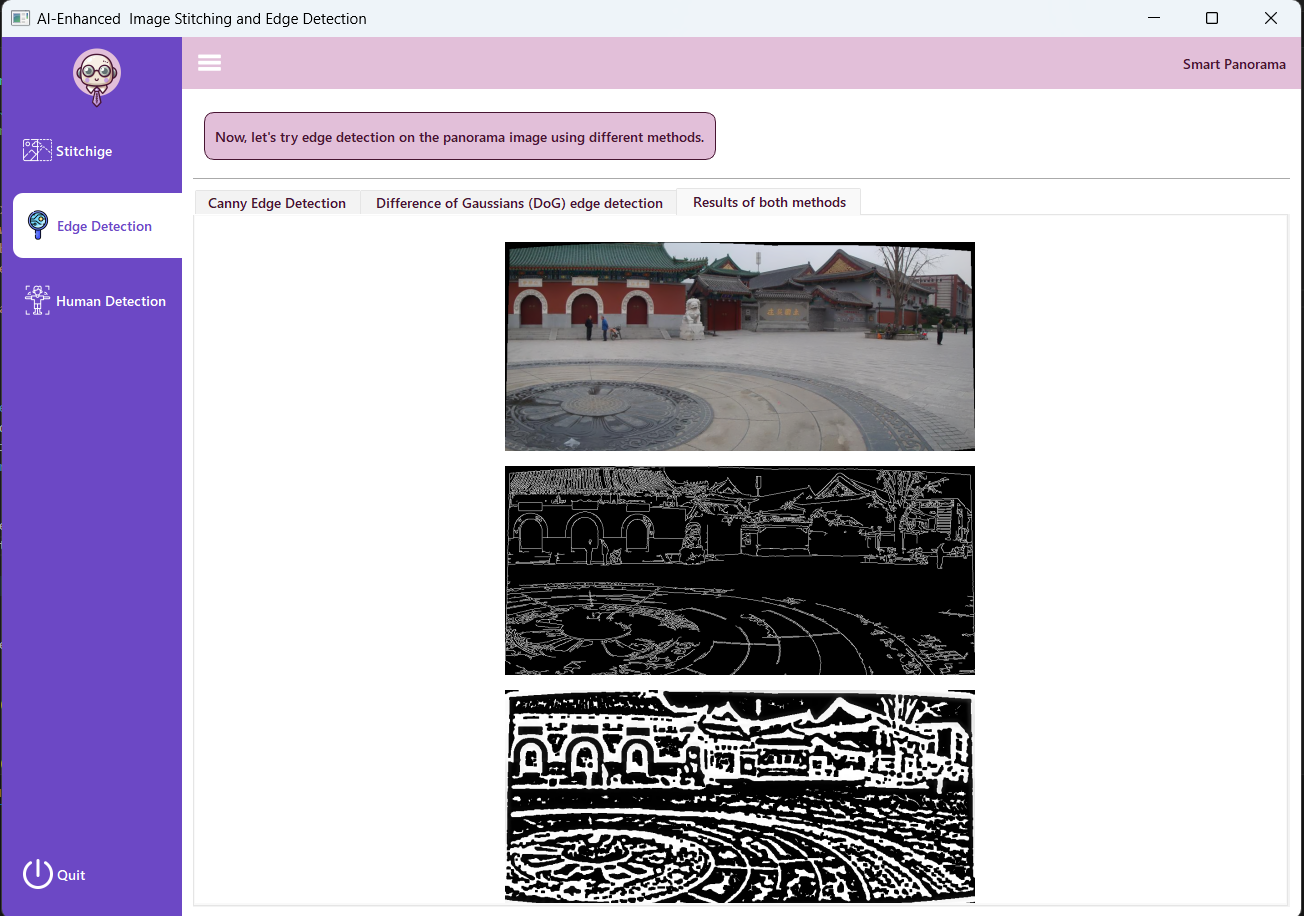 AI-Enhanced  Image Stitching and Edge Detection
Smart Panorama
Stitchige
Edge Detection
Human Detection
Quit
Now, let's try edge detection on the panorama image using different methods.
Canny Edge Detection
Difference of Gaussians (DoG) edge detection
Results of both methods